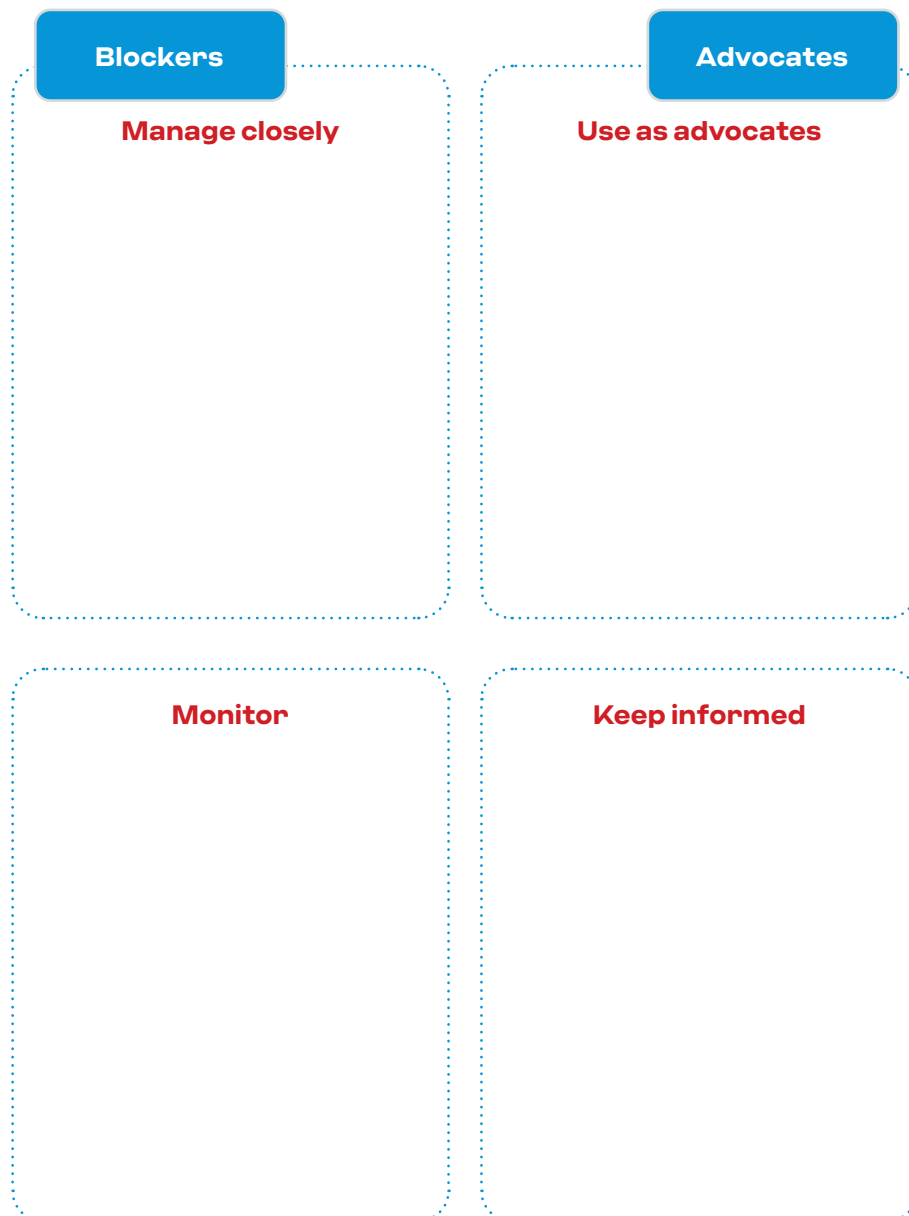 Blockers
Advocates
Manage closely
Use as advocates
Monitor
Keep informed